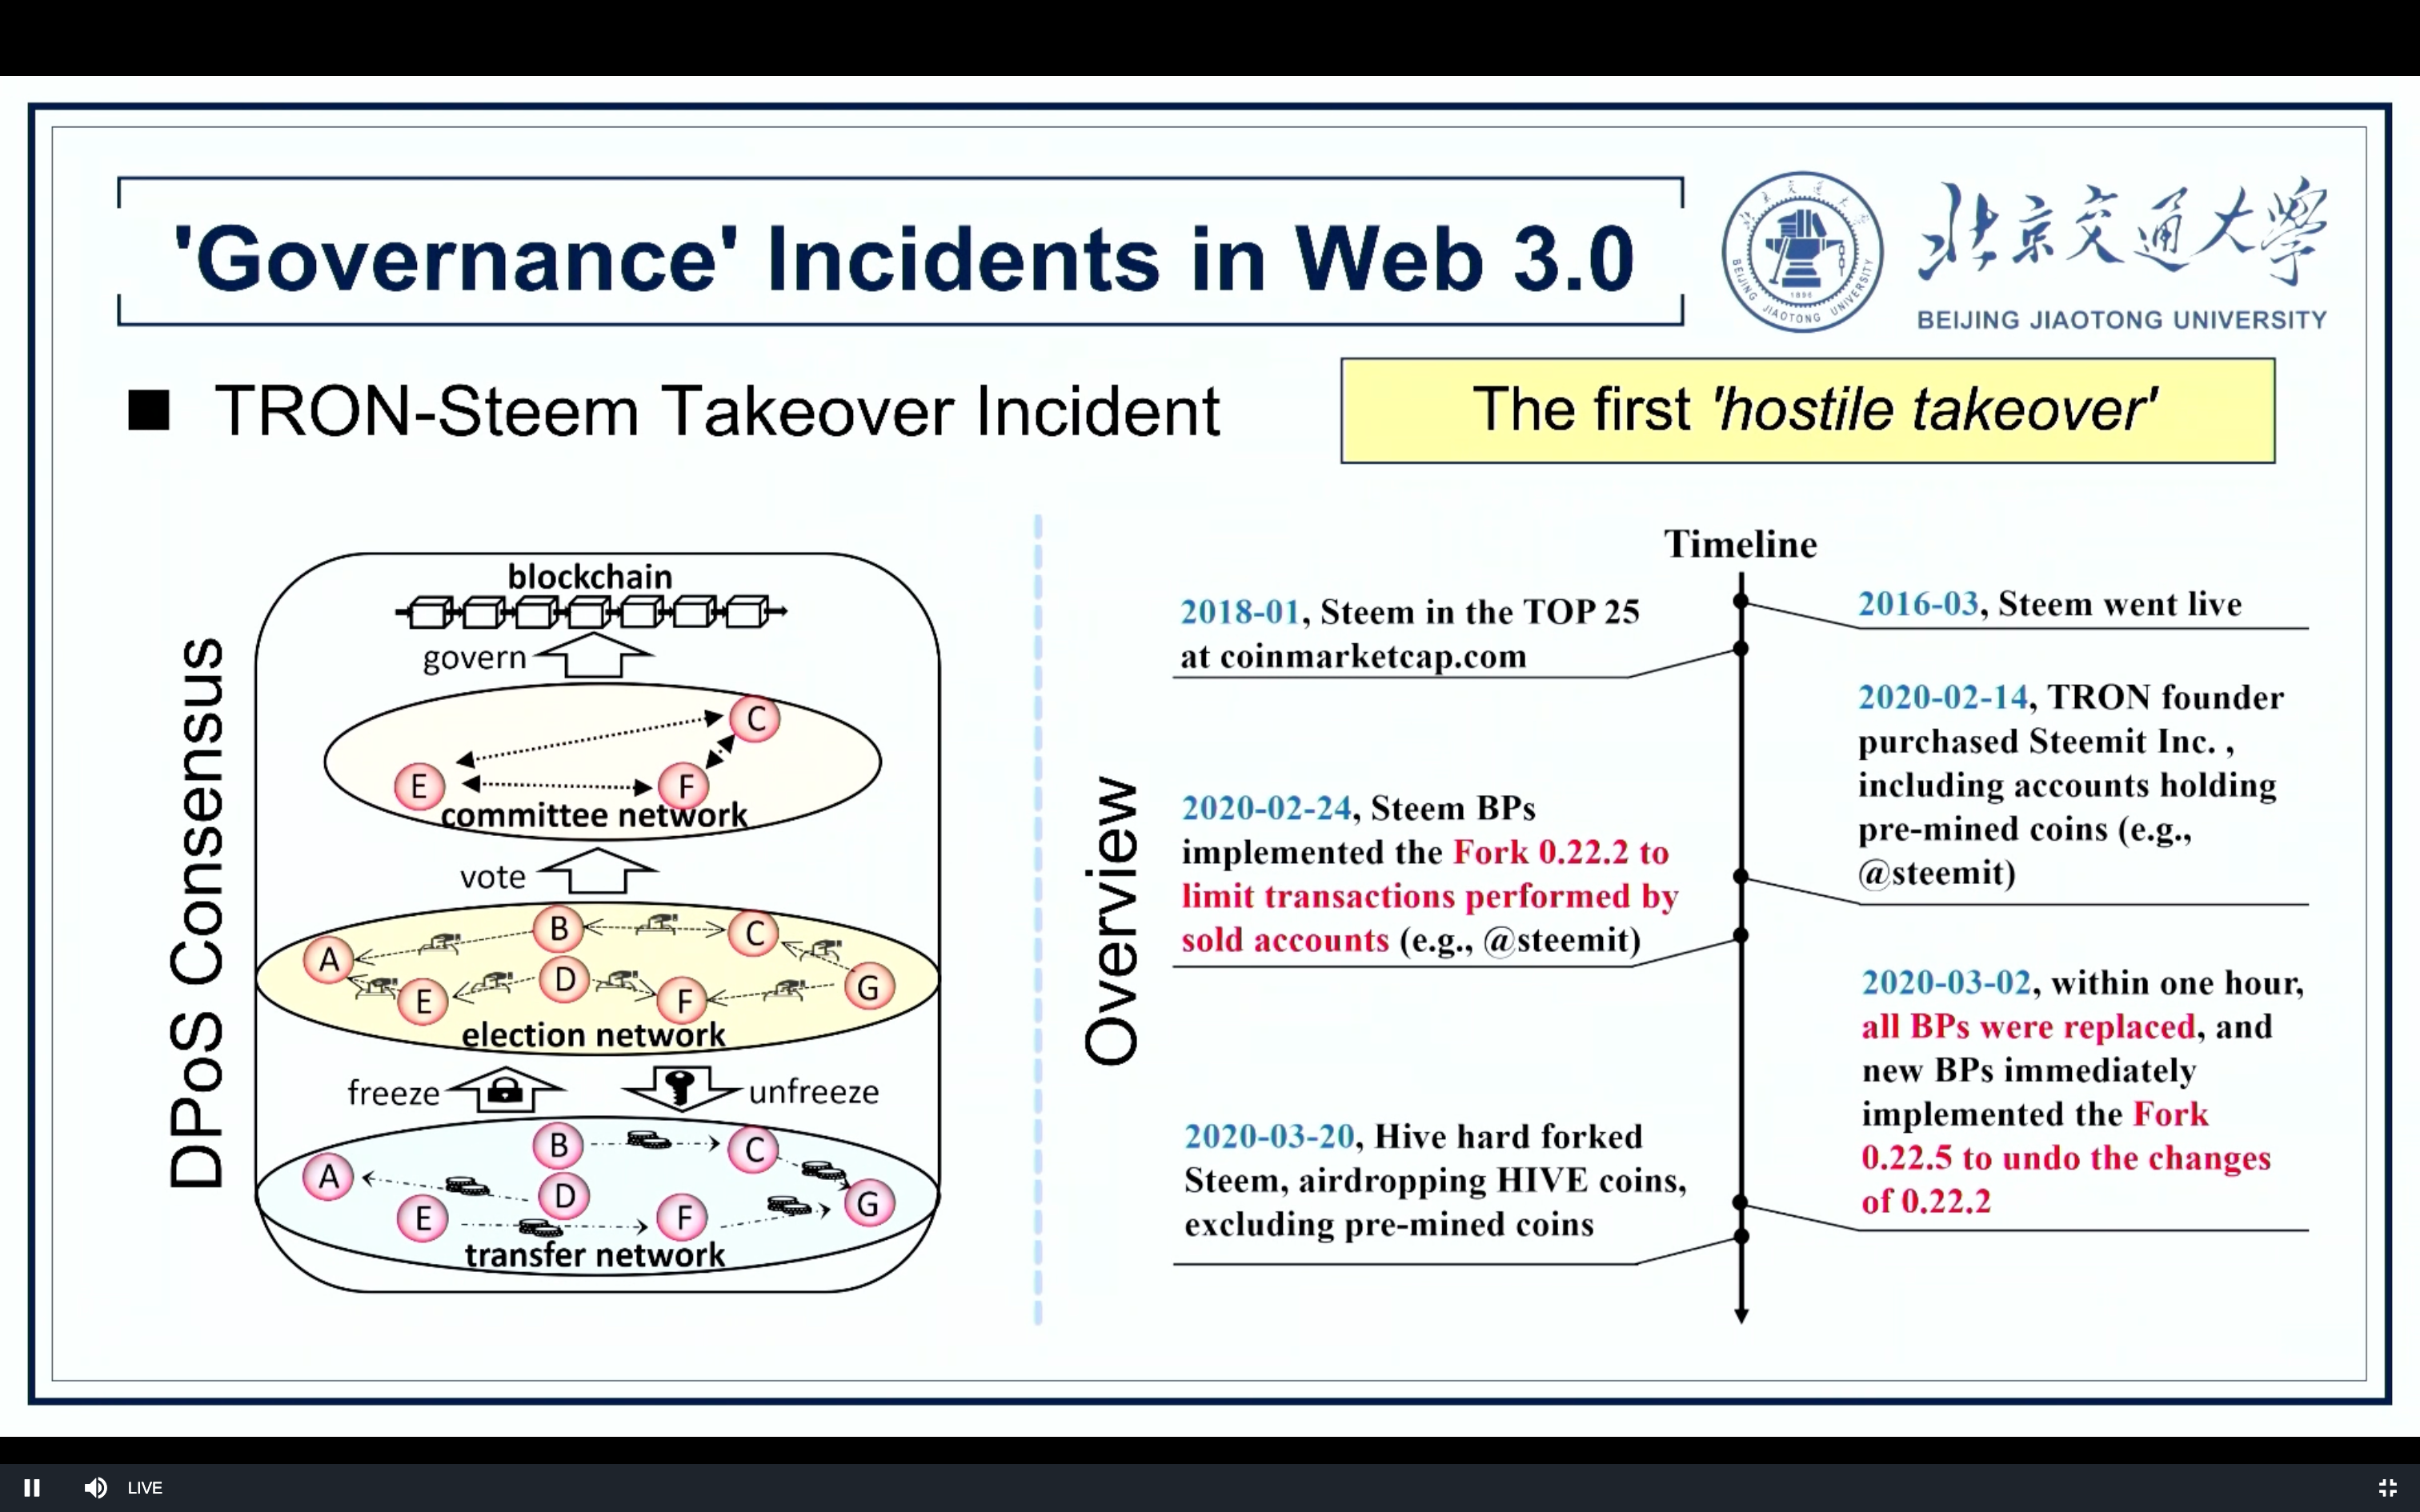 'Governance' Incidents in Web 3.0
北京交通大学
BEIJING JIAOTONG UNIVERSITY
1896
BEIJING JIAOTONG UNIVERSITY
■ TRON-Steem Takeover Incident
The first 'hostile takeover'
DPoS Consensus
blockchain
govern
C
E
F
committee network
vote
B
C
A
D
G
E
F
election network
freeze
unfreeze
B
C
A
D
G
E
F
transfer network
Overview
Timeline
2016-03, Steem went live
2018-01, Steem in the TOP 25
at coinmarketcap.com
2020-02-14, TRON founder
purchased Steemit Inc. ,
including accounts holding
pre-mined coins (e.g.,
@steemit)
2020-02-24, Steem BPs
implemented the Fork 0.22.2 to
limit transactions performed by
sold accounts (e.g., @steemit)
2020-03-02, within one hour,
all BPs were replaced, and
new BPs immediately
implemented the Fork
0.22.5 to undo the changes
of 0.22.2
2020-03-20, Hive hard forked
Steem, airdropping HIVE coins,
excluding pre-mined coins
LIVE